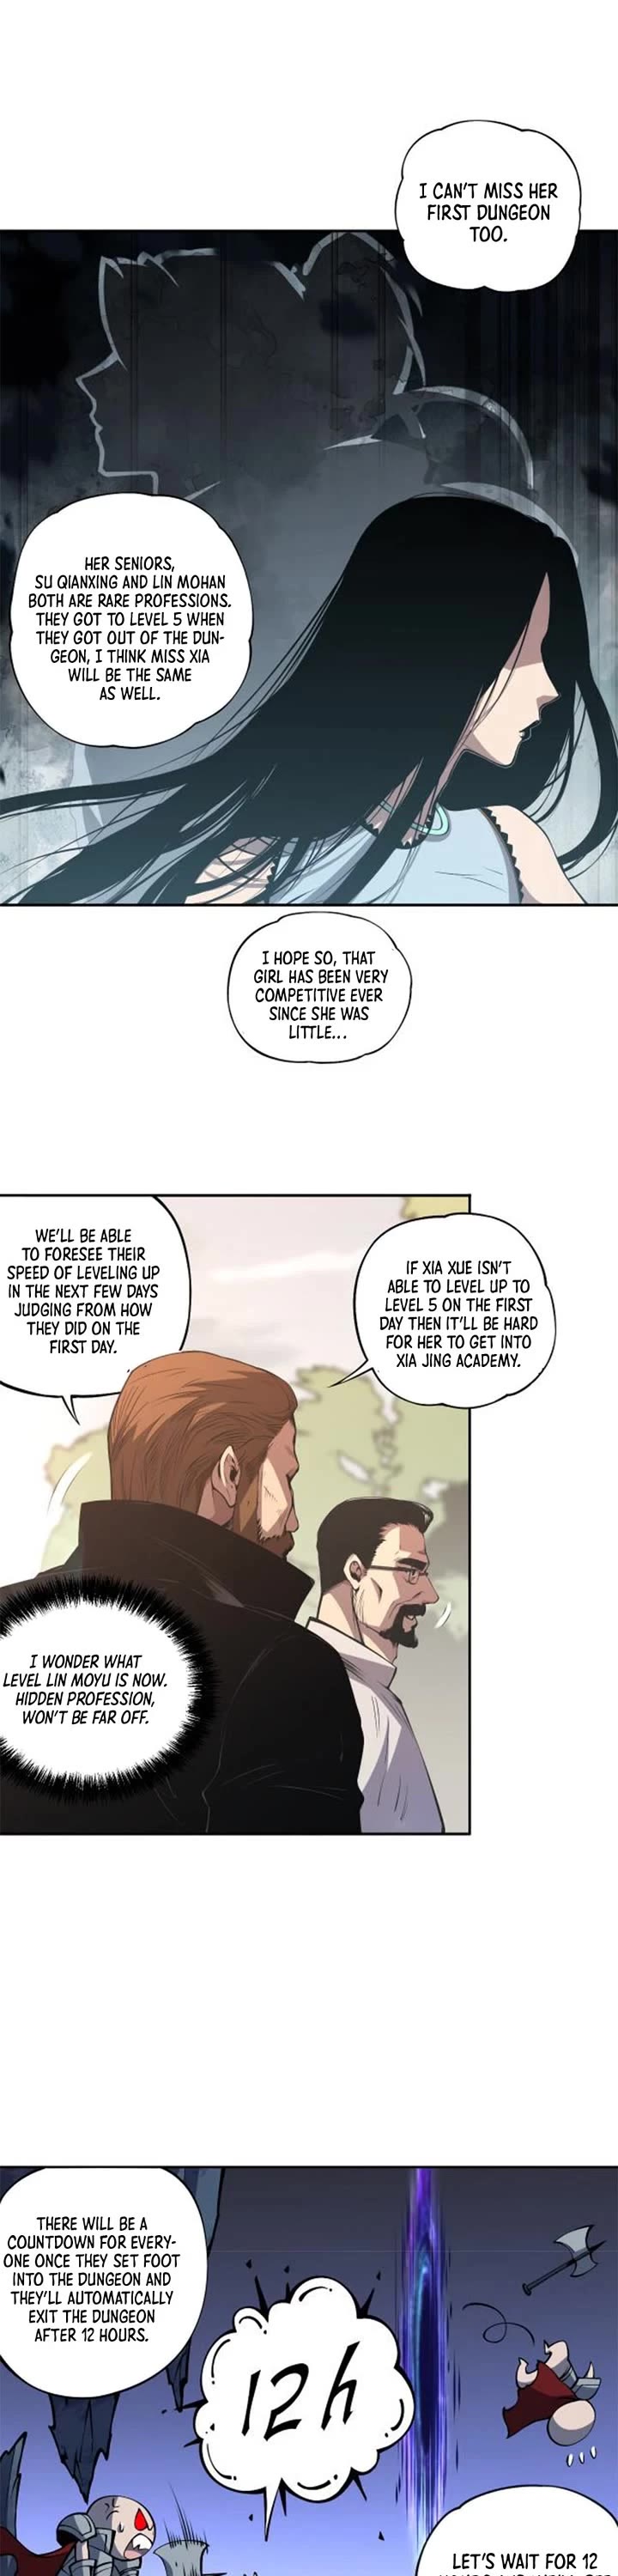 I CAN'T MISS HER
FIRST DUNGEON
TOO.
HER SENIORS,
SU QIANXING AND LIN MOHAN
BOTH ARE RARE PROFESSIONS.
THEY GOT TO LEVEL 5 WHEN
THEY GOT OUT OF THE DUN-
GEON, I THINK MISS XIA
WILL BE THE SAME
AS WELL.
I HOPE SO, THAT
GIRL HAS BEEN VERY
COMPETITIVE EVER
SINCE SHE WAS
LITTLE...
WE'LL BE ABLE
TO FORESEE THEIR
SPEED OF LEVELING UP
IN THE NEXT FEW DAYS
JUDGING FROM HOW
THEY DID ON THE
FIRST DAY.
IF XIA XUE ISN'T
ABLE TO LEVEL UP TO
LEVEL 5 ON THE FIRST
DAY THEN IT'LL BE HARD
FOR HER TO GET INTO
XIA JING ACADEMY.
I WONDER WHAT
LEVEL LIN MOYU IS NOW.
HIDDEN PROFESSION,
WON'T BE FAR OFF.
THERE WILL BE A
COUNTDOWN FOR EVERY-
ONE ONCE THEY SET FOOT
INTO THE DUNGEON AND
THEY'LL AUTOMATICALLY
EXIT THE DUNGEON
AFTER 12 HOURS.
12h
LET'S WAIT FOR 12